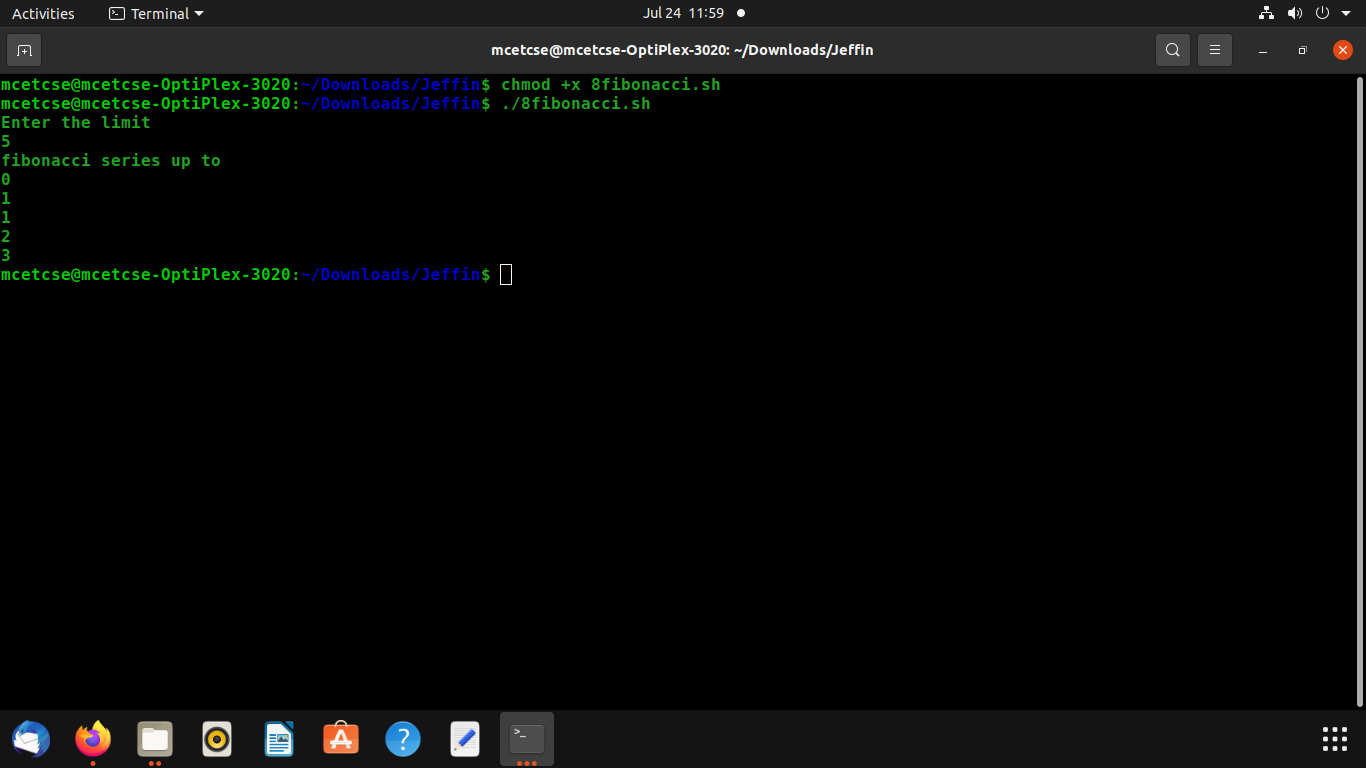 Activities Terminal Jul 24 11:59
mcetcse@mcetcse-OptiPlex-3020: ~/Downloads/Jeffin
mcetcse@mcetcse-OptiPlex-3020:~/Downloads/Jeffin$ chmod +x 8fibonacci.sh
mcetcse@mcetcse-OptiPlex-3020:~/Downloads/Jeffin$ ./8fibonacci.sh
Enter the limit
5
fibonacci series up to
0
1
1
2
3
mcetcse@mcetcse-OptiPlex-3020:~/Downloads/Jeffin$